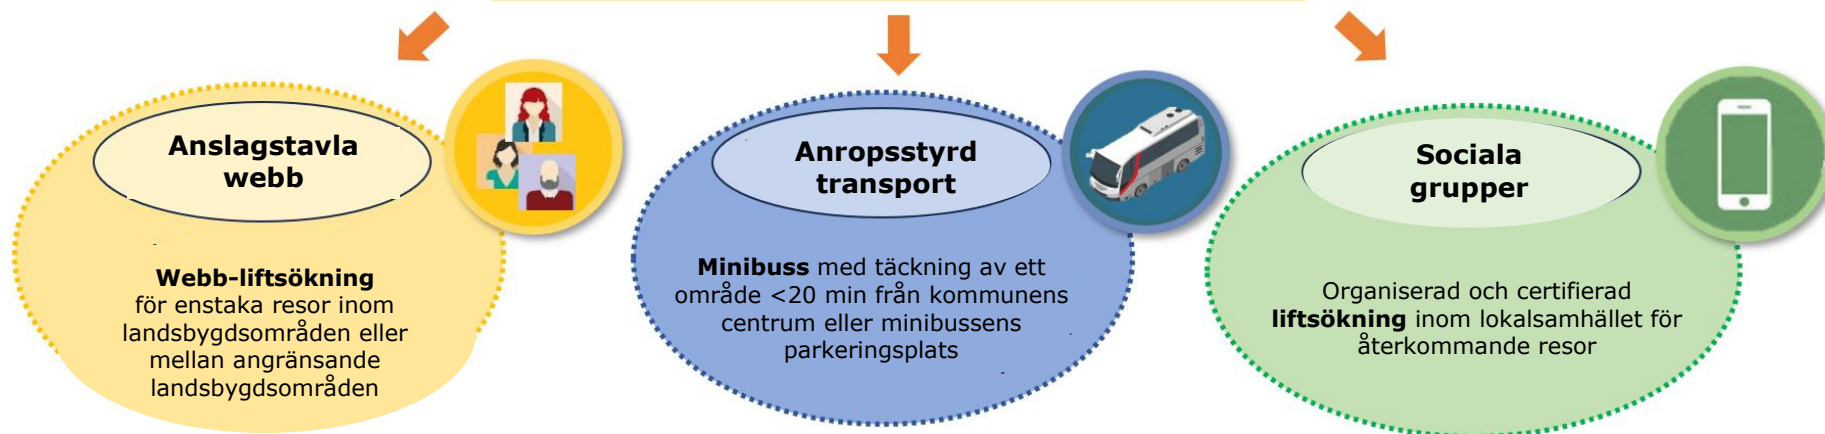 Anslagstavla
webb
Webb-liftsökning
för enstaka resor inom
landsbygdsområden eller
mellan angränsande
landsbygdsområden
Anropsstyrd
transport
Minibuss med täckning av ett
område <20 min från kommunens
centrum eller minibussens
parkeringsplats
Sociala
grupper
Organiserad och certifierad
liftsökning inom lokalsamhället för
återkommande resor